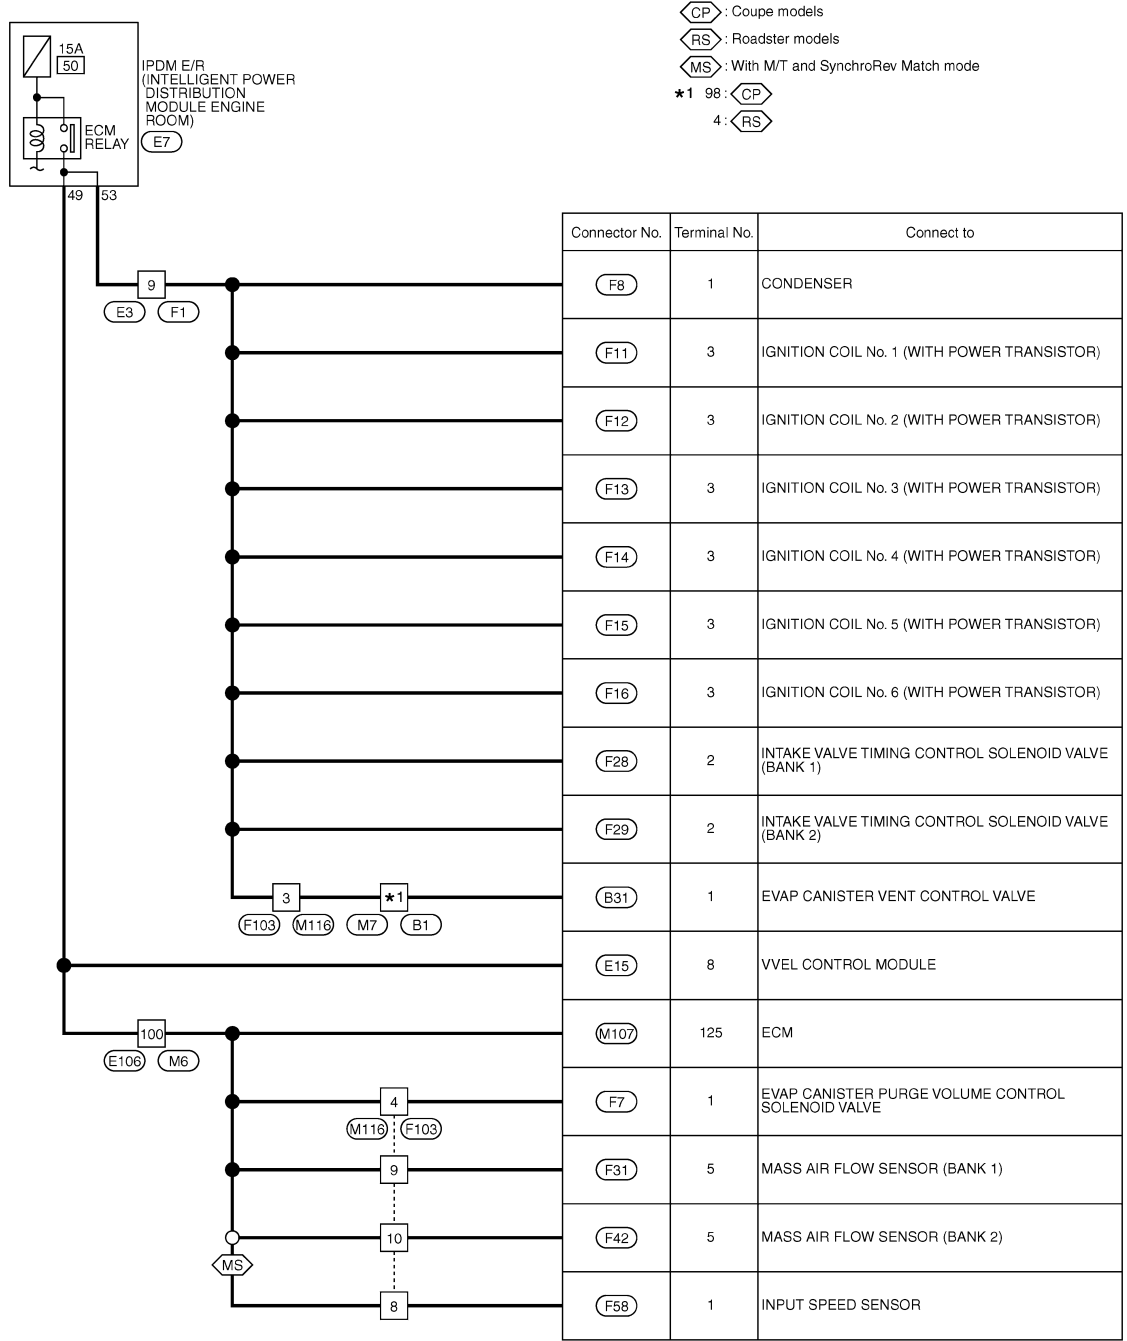 CP : Coupe models
RS : Roadster models
MS : With M/T and SynchroRev Match mode
*1 98 : CP
4 : RS
15A
50
IPDM E/R
(INTELLIGENT POWER
DISTRIBUTION
MODULE ENGINE
ROOM)
E7
ECM
RELAY
49 53
Connector No. Terminal No. Connect to
9
E3 F1
F8 1 CONDENSER
F11 3 IGNITION COIL No. 1 (WITH POWER TRANSISTOR)
F12 3 IGNITION COIL No. 2 (WITH POWER TRANSISTOR)
F13 3 IGNITION COIL No. 3 (WITH POWER TRANSISTOR)
F14 3 IGNITION COIL No. 4 (WITH POWER TRANSISTOR)
F15 3 IGNITION COIL No. 5 (WITH POWER TRANSISTOR)
F16 3 IGNITION COIL No. 6 (WITH POWER TRANSISTOR)
F28 2 INTAKE VALVE TIMING CONTROL SOLENOID VALVE
(BANK 1)
F29 2 INTAKE VALVE TIMING CONTROL SOLENOID VALVE
(BANK 2)
3 *1
F103 M116 M7 B1
B31 1 EVAP CANISTER VENT CONTROL VALVE
E15 8 VVEL CONTROL MODULE
100
E106 M6
M107 125 ECM
4
M116 F103
F7 1 EVAP CANISTER PURGE VOLUME CONTROL
SOLENOID VALVE
9 F31 5 MASS AIR FLOW SENSOR (BANK 1)
10 F42 5 MASS AIR FLOW SENSOR (BANK 2)
MS
8 F58 1 INPUT SPEED SENSOR